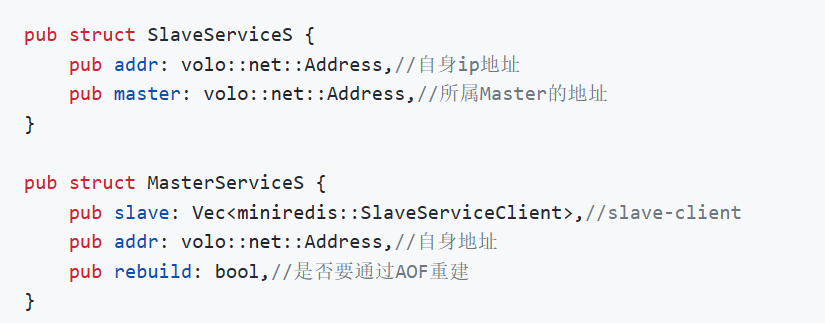 pub struct SlaveServiceS {
    pub addr: volo::net::Address,//自身ip地址
    pub master: volo::net::Address,//所属Master的地址
}

pub struct MasterServiceS {
    pub slave: Vec<miniredis::SlaveServiceClient>,//slave-client
    pub addr: volo::net::Address,//自身地址
    pub rebuild: bool,//是否要通过AOF重建
}